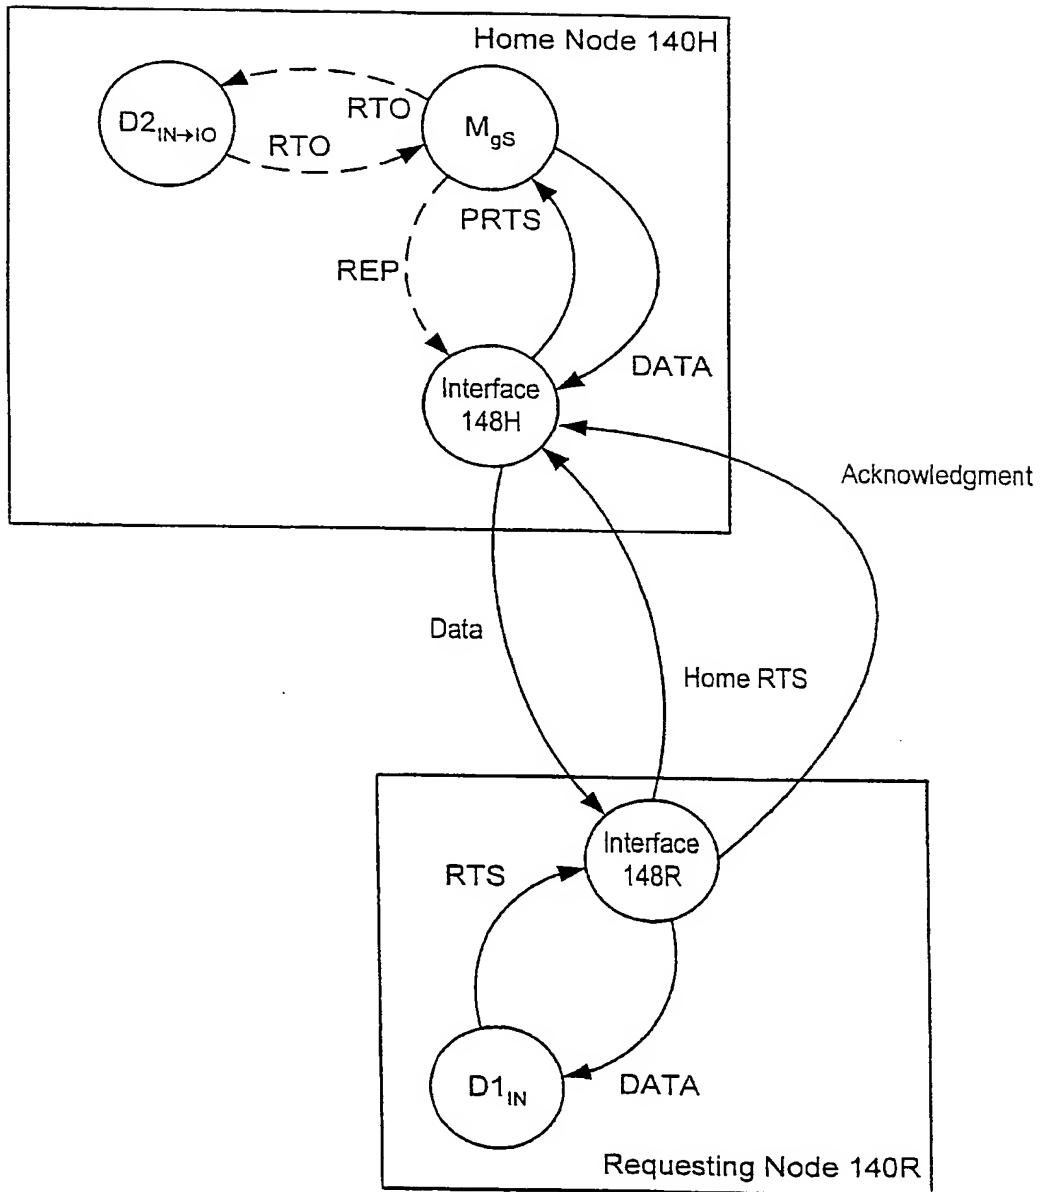 Home Node 140H
D2IN→IO
RTO
RTO
MgS
PRTS
REP
DATA
Interface
148H
Acknowledgment
Data
Home RTS
Interface
148R
RTS
D1IN
DATA
Requesting Node 140R